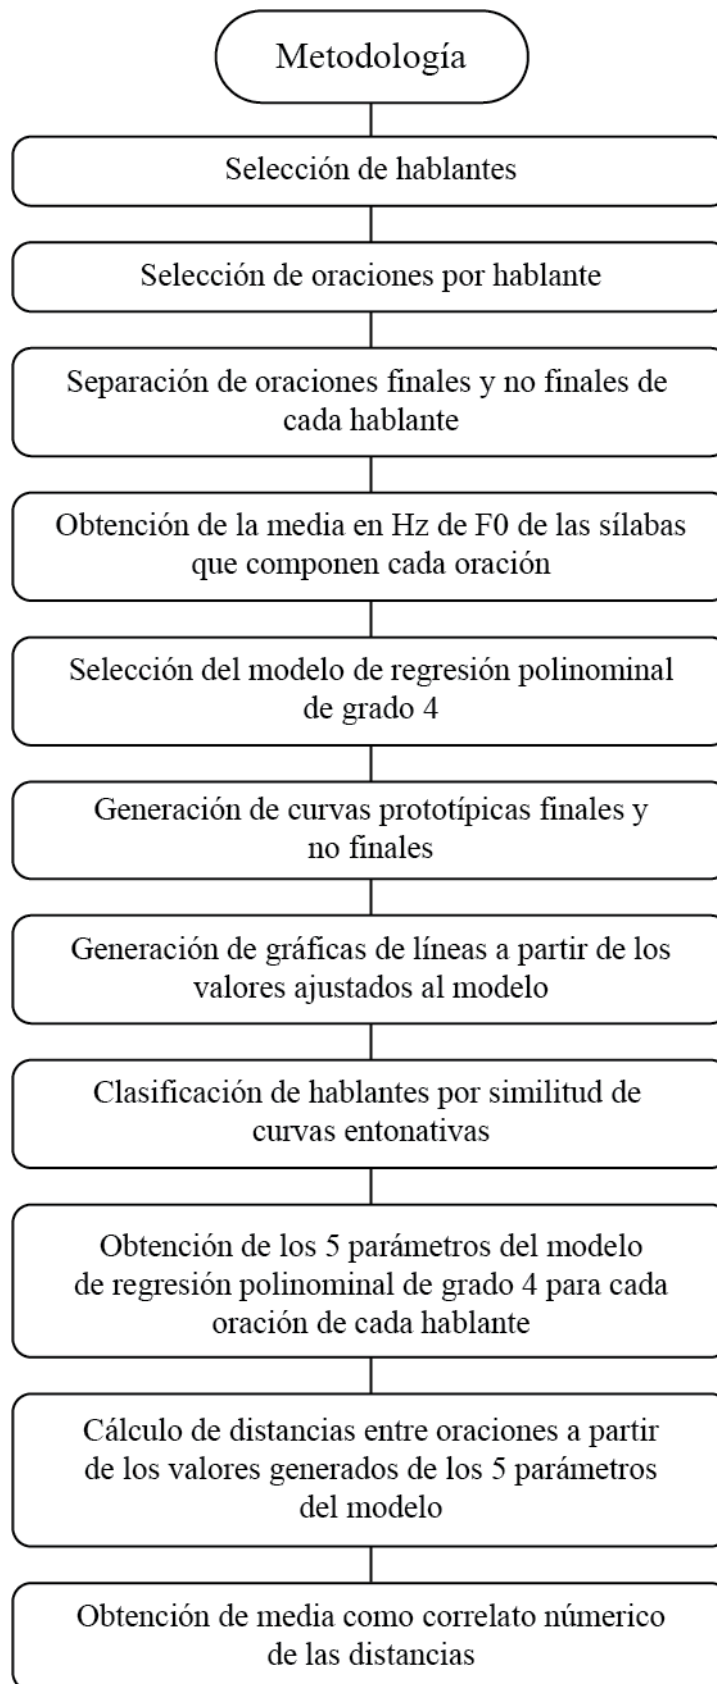 Metodología
Selección de hablantes
Selección de oraciones por hablante
Separación de oraciones finales y no finales de
cada hablante
Obtención de la media en Hz de F0 de las sílabas
que componen cada oración
Selección del modelo de regresión polinominal
de grado 4
Generación de curvas prototípicas finales y
no finales
Generación de gráficas de líneas a partir de los
valores ajustados al modelo
Clasificación de hablantes por similitud de
curvas entonativas
Obtención de los 5 parámetros del modelo
de regresión polinominal de grado 4 para cada
oración de cada hablante
Cálculo de distancias entre oraciones a partir
de los valores generados de los 5 parámetros
del modelo
Obtención de media como correlato númerico
de las distancias